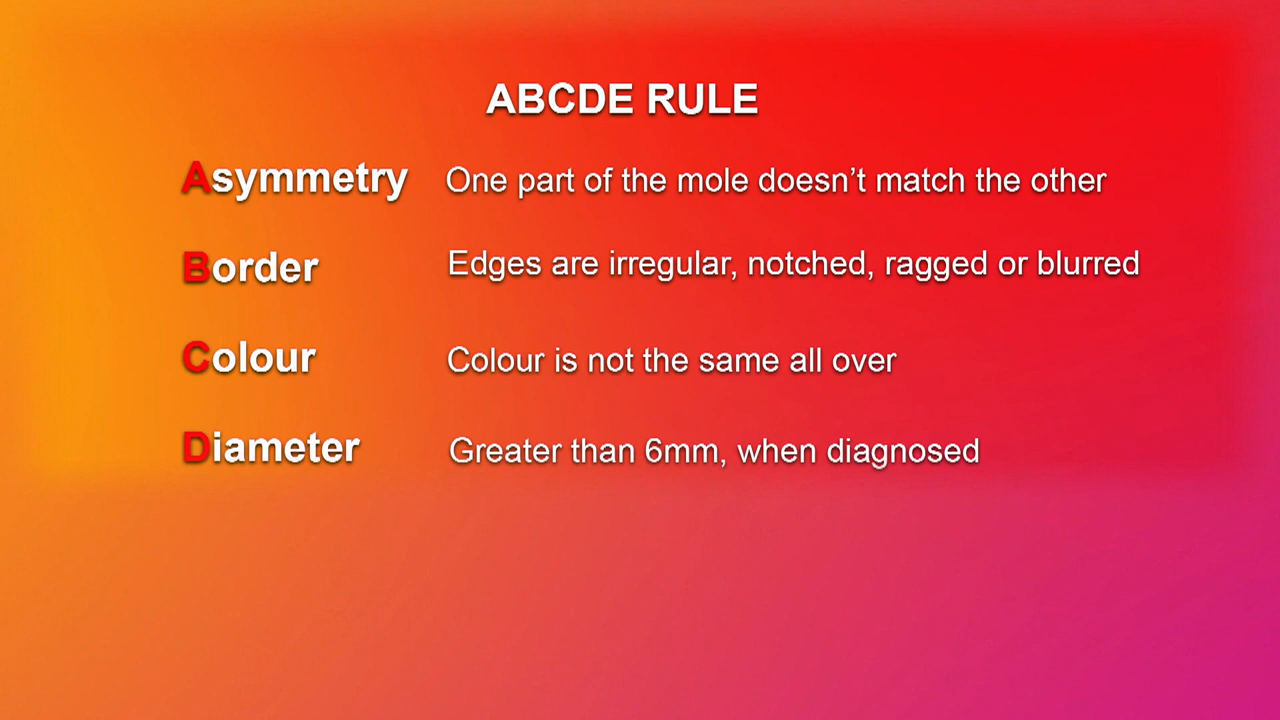 ABCDE RULE
Asymmetry One part of the mole doesn't match the other
Border Edges are irregular, notched, ragged or blurred
Colour Colour is not the same all over
Diameter Greater than 6mm, when diagnosed